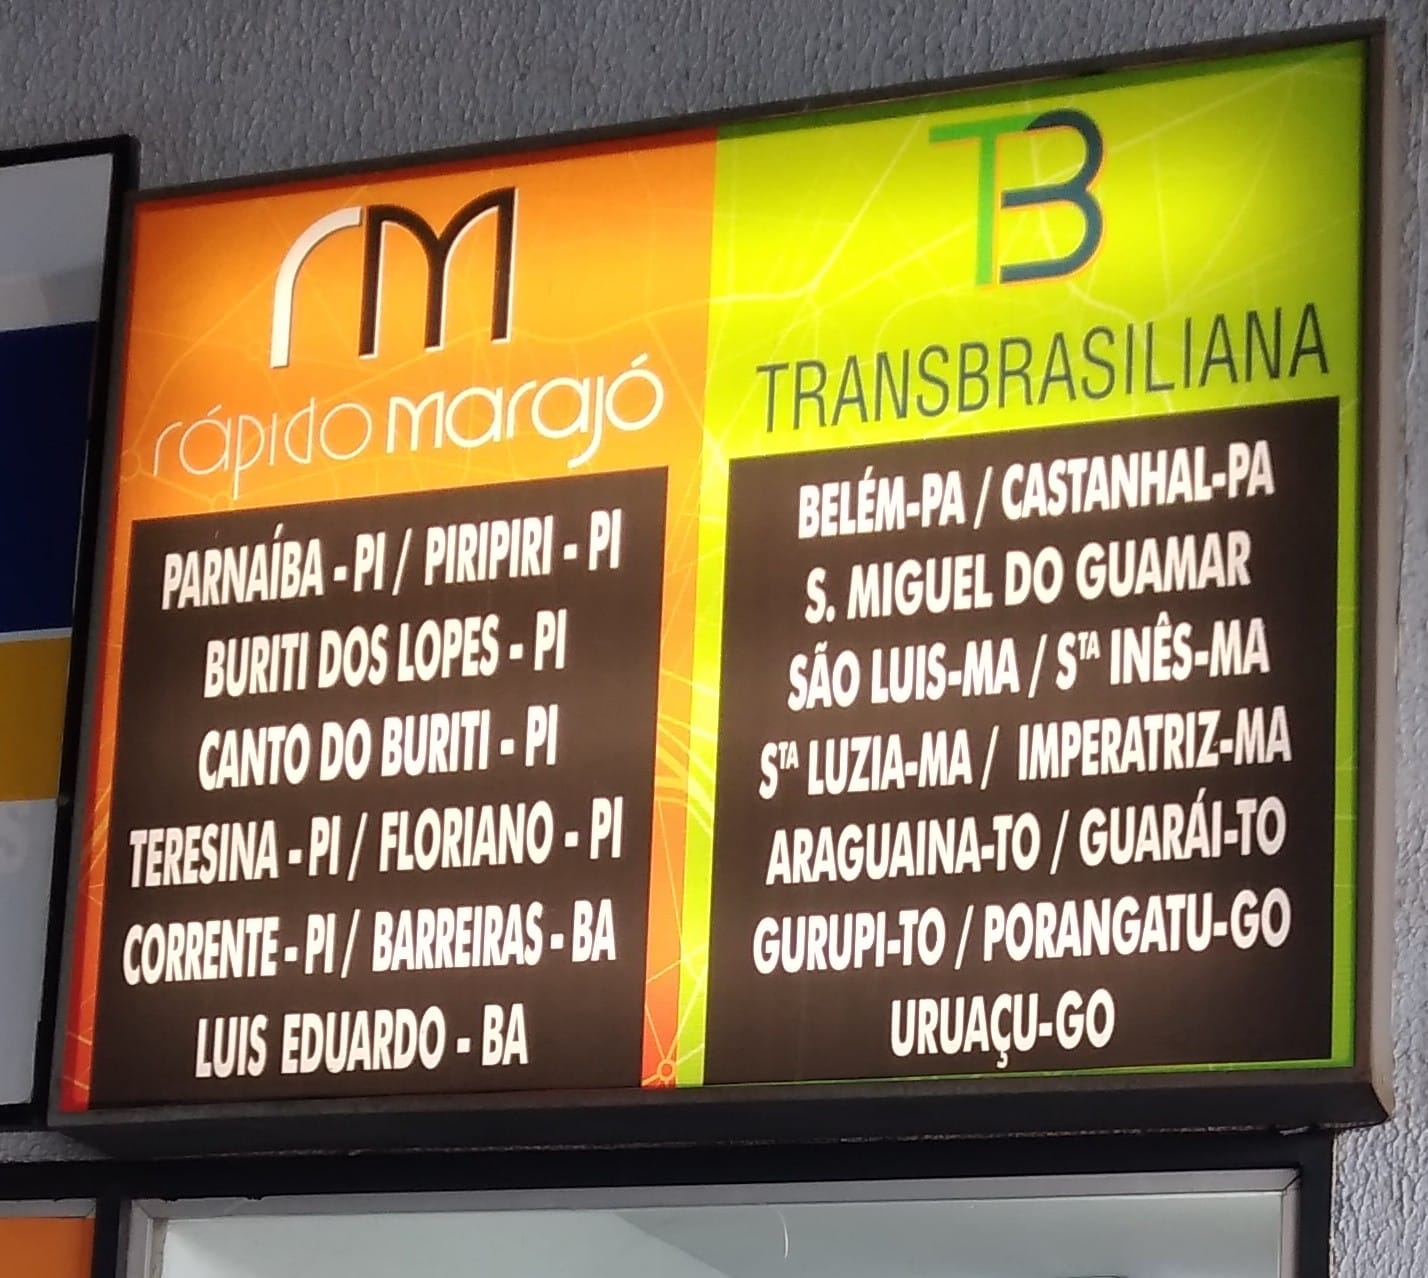 rm
rápido marajó
PARNAÍBA - PI / PIRIPIRI - PI
BURITI DOS LOPES - PI
CANTO DO BURITI - PI
TERESINA - PI / FLORIANO - PI
CORRENTE - PI / BARREIRAS - BA
LUIS EDUARDO - BA
TB
TRANSBRASILIANA
BELÉM-PA / CASTANHAL-PA
S. MIGUEL DO GUAMAR
SÃO LUIS-MA / STA INÊS-MA
STA LUZIA-MA / IMPERATRIZ-MA
ARAGUAINA-TO / GUARÁI-TO
GURUPI-TO / PORANGATU-GO
URUAÇU-GO